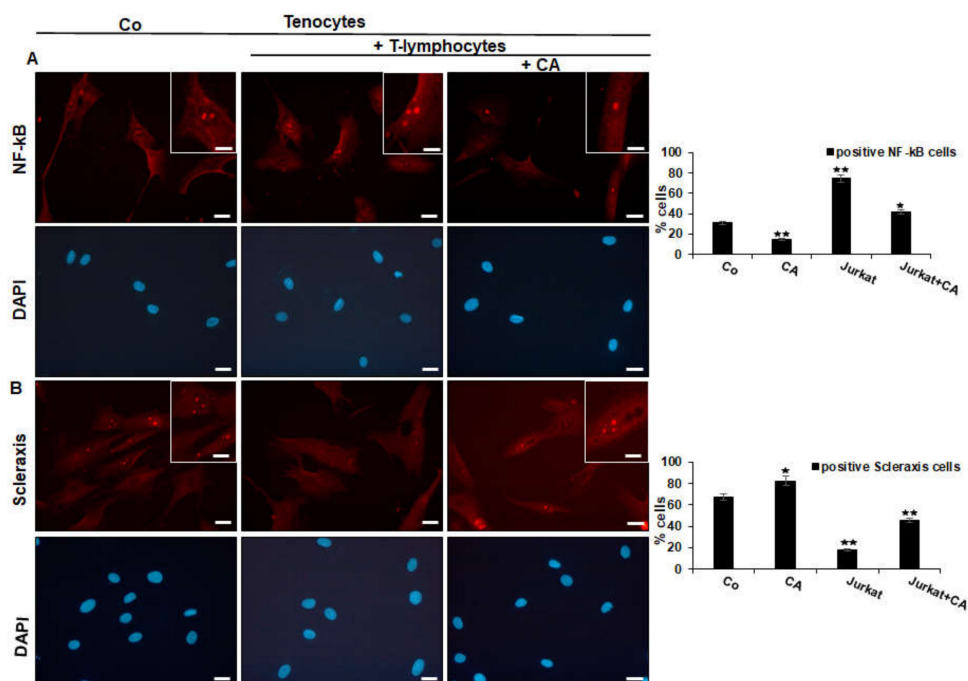 Co
Tenocytes
+ T-lymphocytes
+ CA
A
NF-kB
DAPI
B
Scleraxis
DAPI
■positive NF-kB cells
% cells
100
80
60
40
20
0
★★
★★
★
Co
CA
Jurkat
Jurkat+CA
■positive Scleraxis cells
% cells
100
80
60
40
20
0
★
★★
★★
Co
CA
Jurkat
Jurkat+CA